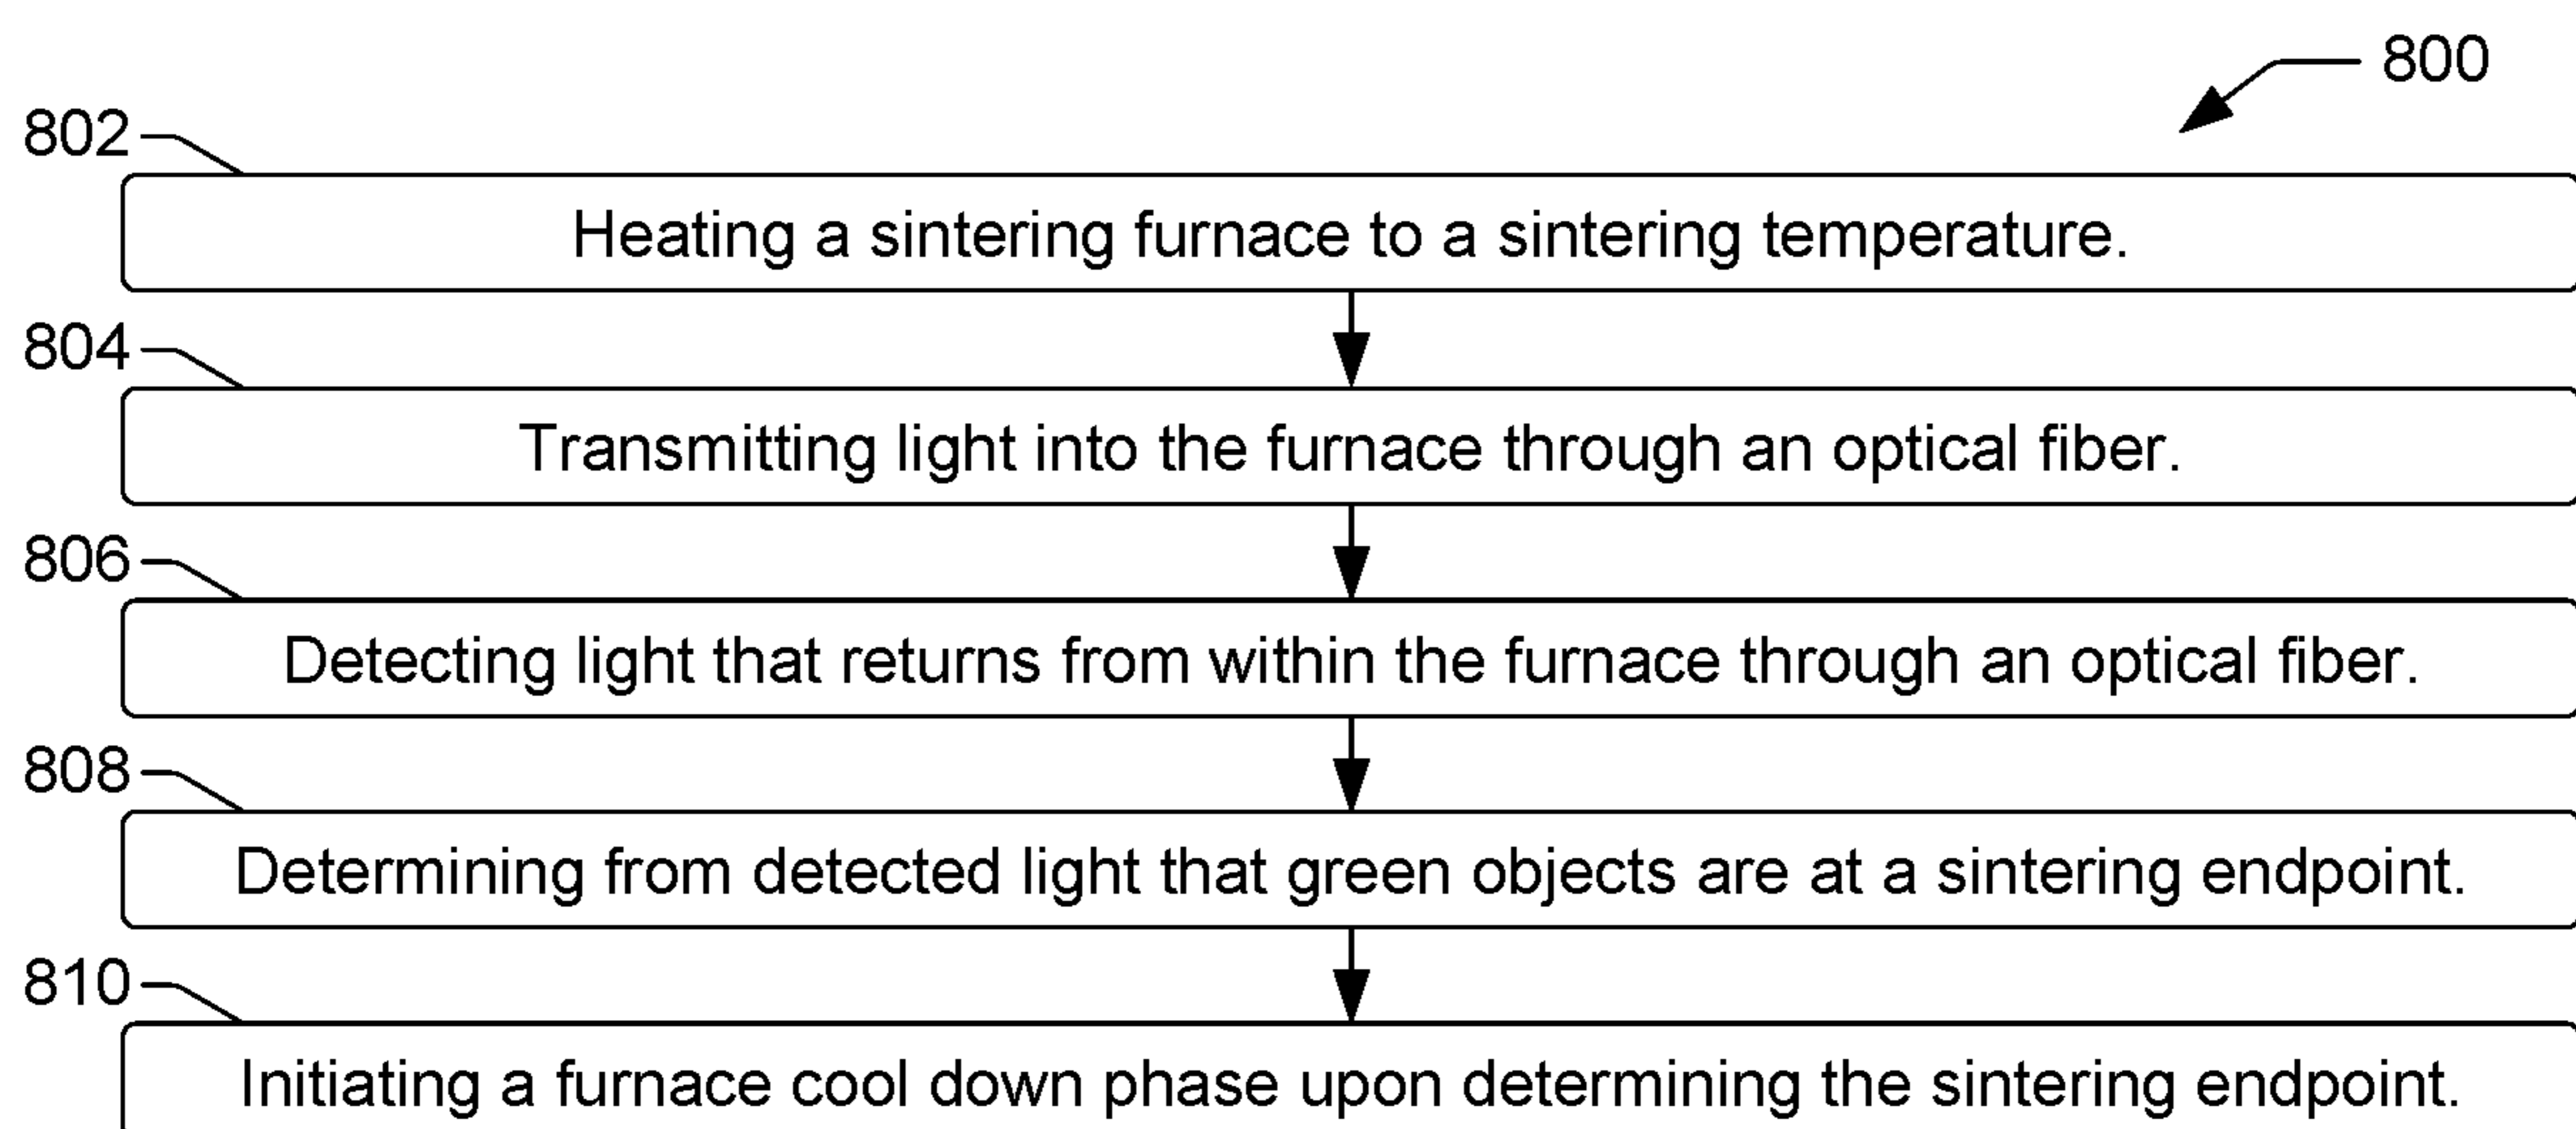 800
802
Heating a sintering furnace to a sintering temperature.
804
Transmitting light into the furnace through an optical fiber.
806
Detecting light that returns from within the furnace through an optical fiber.
808
Determining from detected light that green objects are at a sintering endpoint.
810
Initiating a furnace cool down phase upon determining the sintering endpoint.